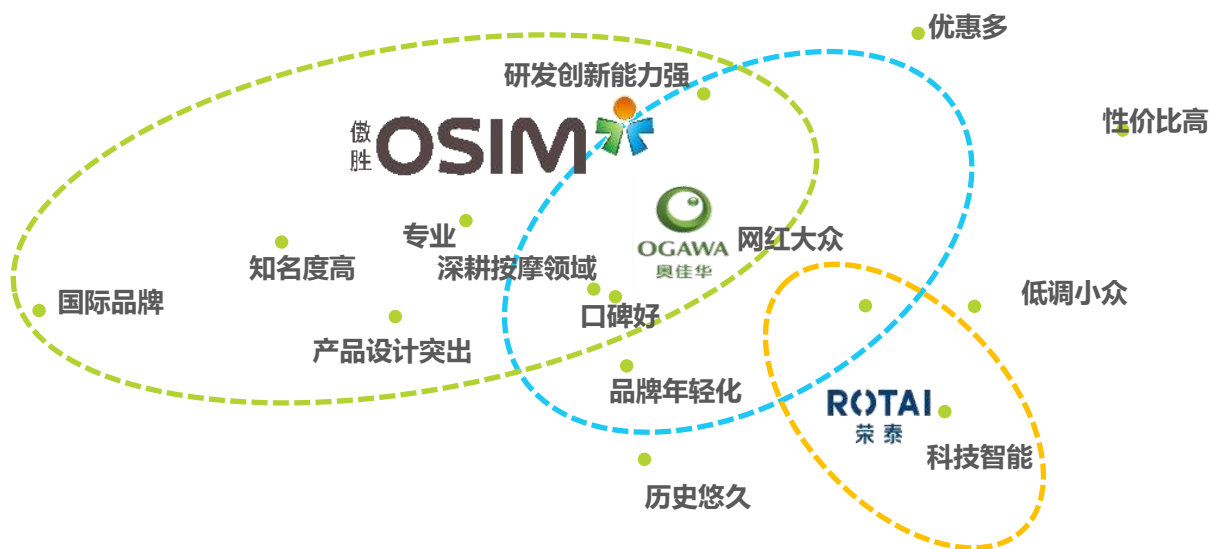 优惠多
研发创新能力强
性价比高
傲胜
OSIM
专业
OGAWA
奥佳华
网红大众
知名度高
深耕按摩领域
国际品牌
口碑好
低调小众
产品设计突出
品牌年轻化
ROTAI
荣泰
科技智能
历史悠久